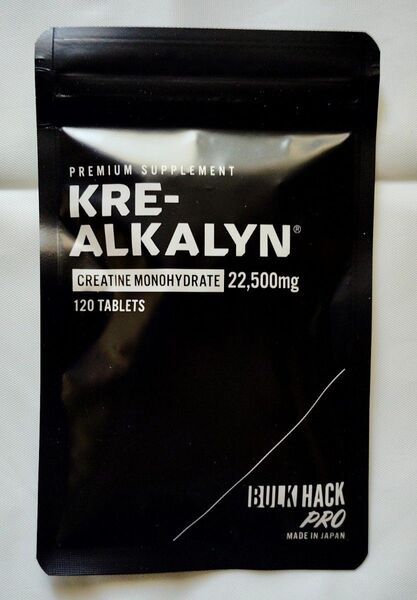 PREMIUM SUPPLEMENT
KRE-
ALKALYN®
CREATINE MONOHYDRATE 22,500mg
120 TABLETS
BULK HACK
PRO
MADE IN JAPAN